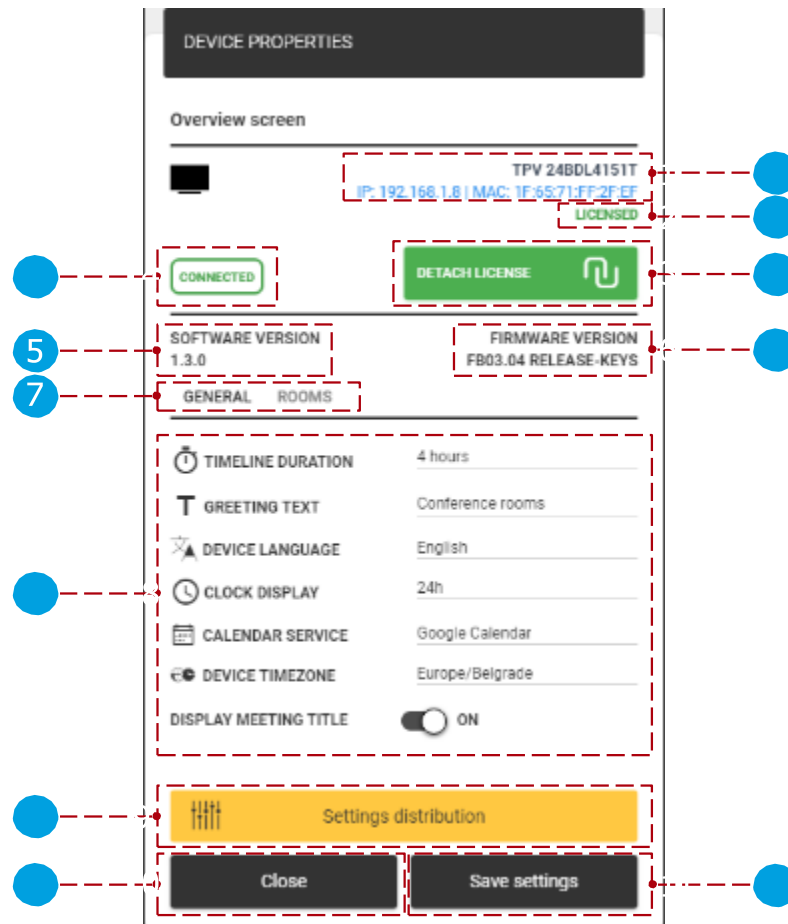 DEVICE PROPERTIES
Overview screen
TPV 24BDL4151T
IP: 192.168.1.8 | MAC: 1F:65:71:FF:2F:EF
LICENSED
CONNECTED
DETACH LICENSE
5
SOFTWARE VERSION
1.3.0
FIRMWARE VERSION
FB03.04 RELEASE-KEYS
7
GENERAL ROOMS
TIMELINE DURATION 4 hours
GREETING TEXT Conference rooms
DEVICE LANGUAGE English
CLOCK DISPLAY 24h
CALENDAR SERVICE Google Calendar
DEVICE TIMEZONE Europe/Belgrade
DISPLAY MEETING TITLE ON
Settings distribution
Close Save settings